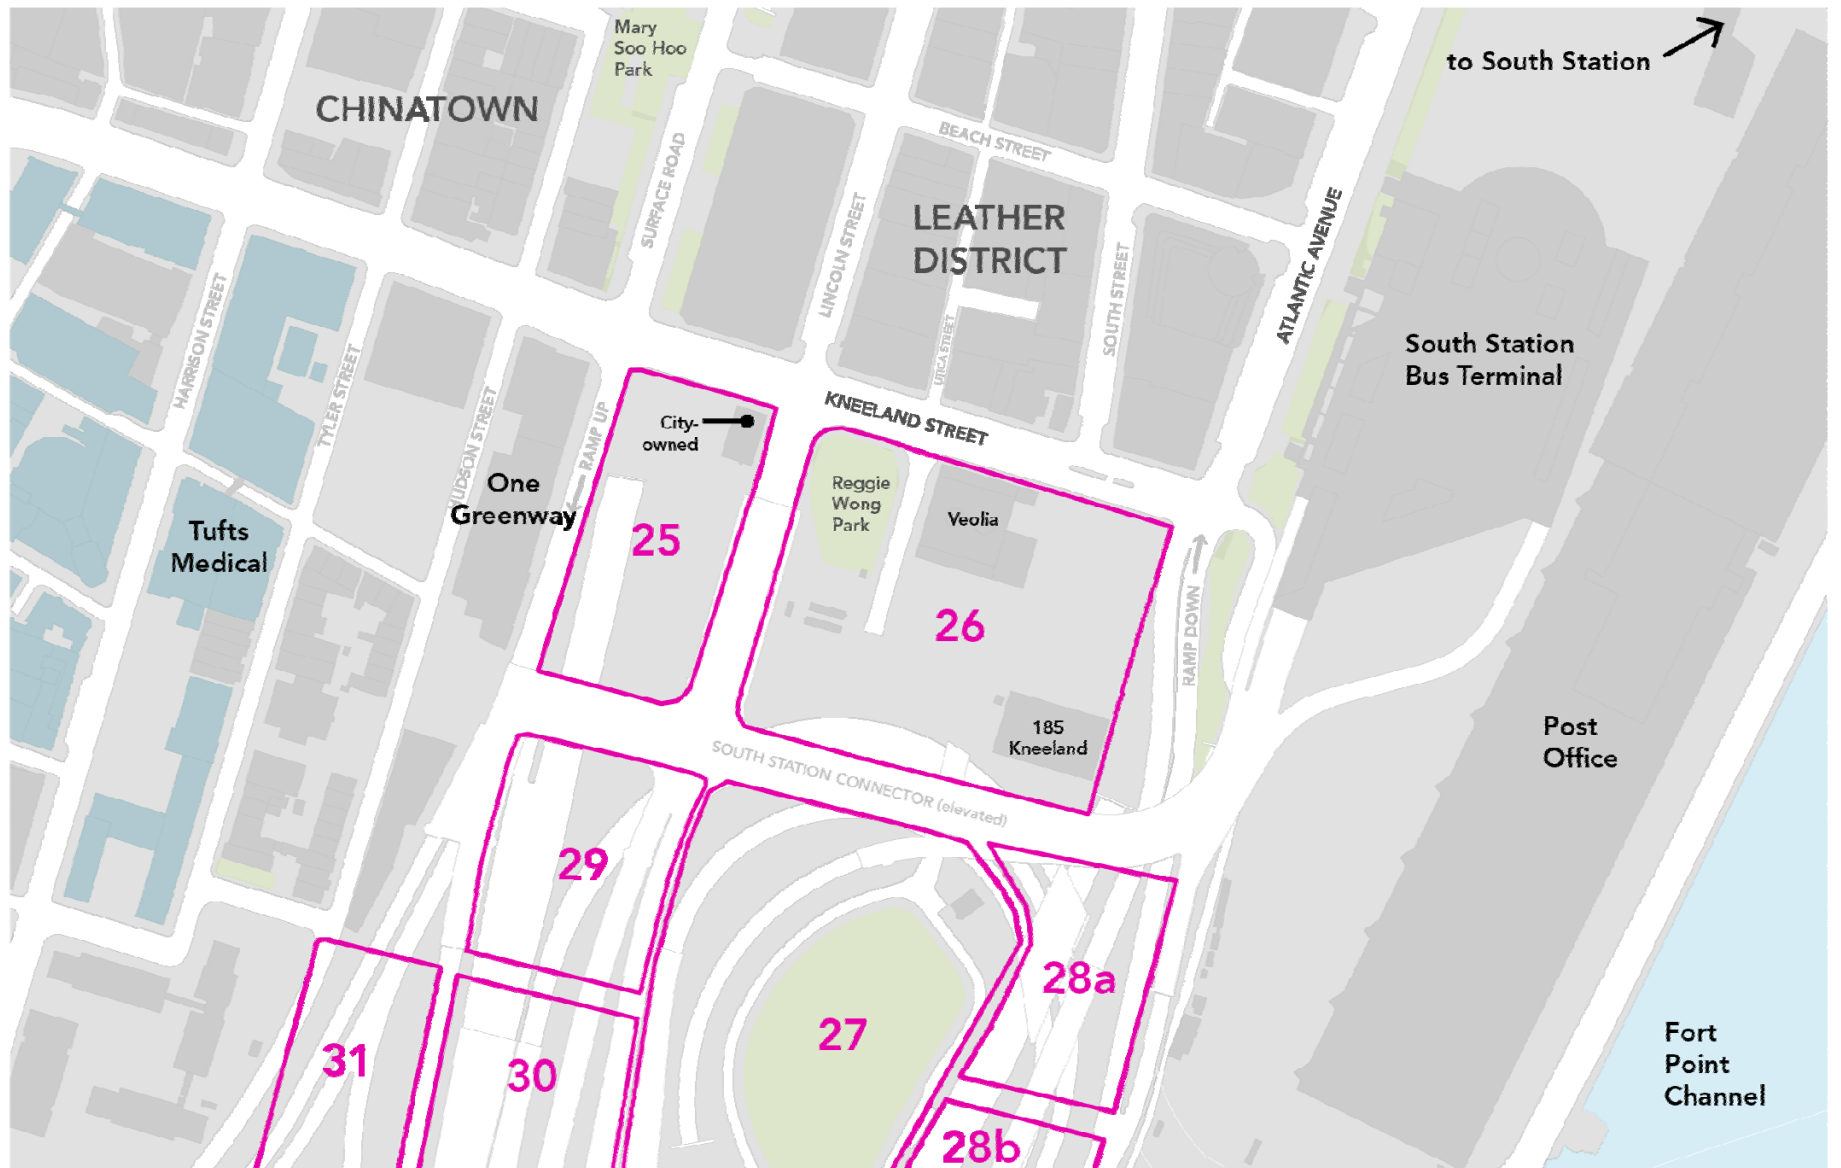 Mary
Soo Hoo
Park
to South Station
CHINATOWN
BEACH STREET
SURFACE ROAD
LEATHER
DISTRICT
LINCOLN STREET
ATLANTIC AVENUE
SOUTH STREET
HARRISON STREET
UTICA STREET
South Station
Bus Terminal
TYLER STREET
HUDSON STREET
RAMP UP
City-
owned
KNEELAND STREET
One
Greenway
Reggie
Wong
Park
Veolia
Tufts
Medical
25
26
RAMP DOWN
185
Kneeland
Post
Office
SOUTH STATION CONNECTOR (elevated)
29
28a
27
31
30
Fort
Point
Channel
28b